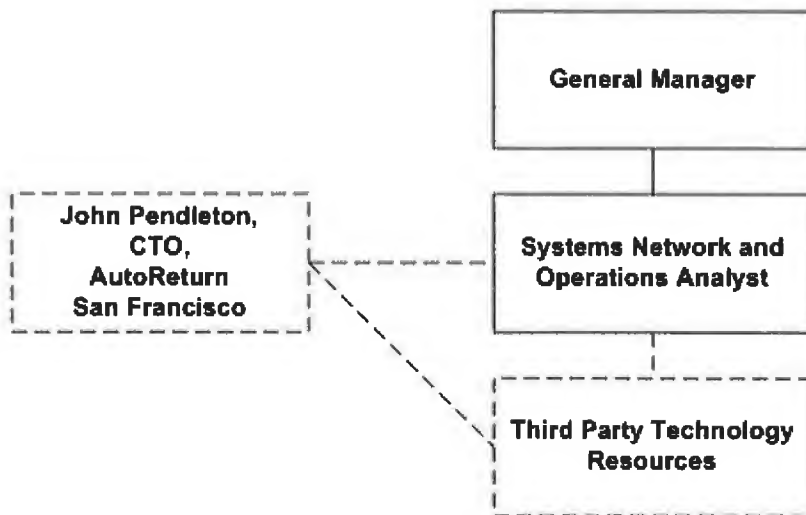 General Manager
John Pendleton,
CTO,
AutoReturn
San Francisco
Systems Network and
Operations Analyst
Third Party Technology
Resources